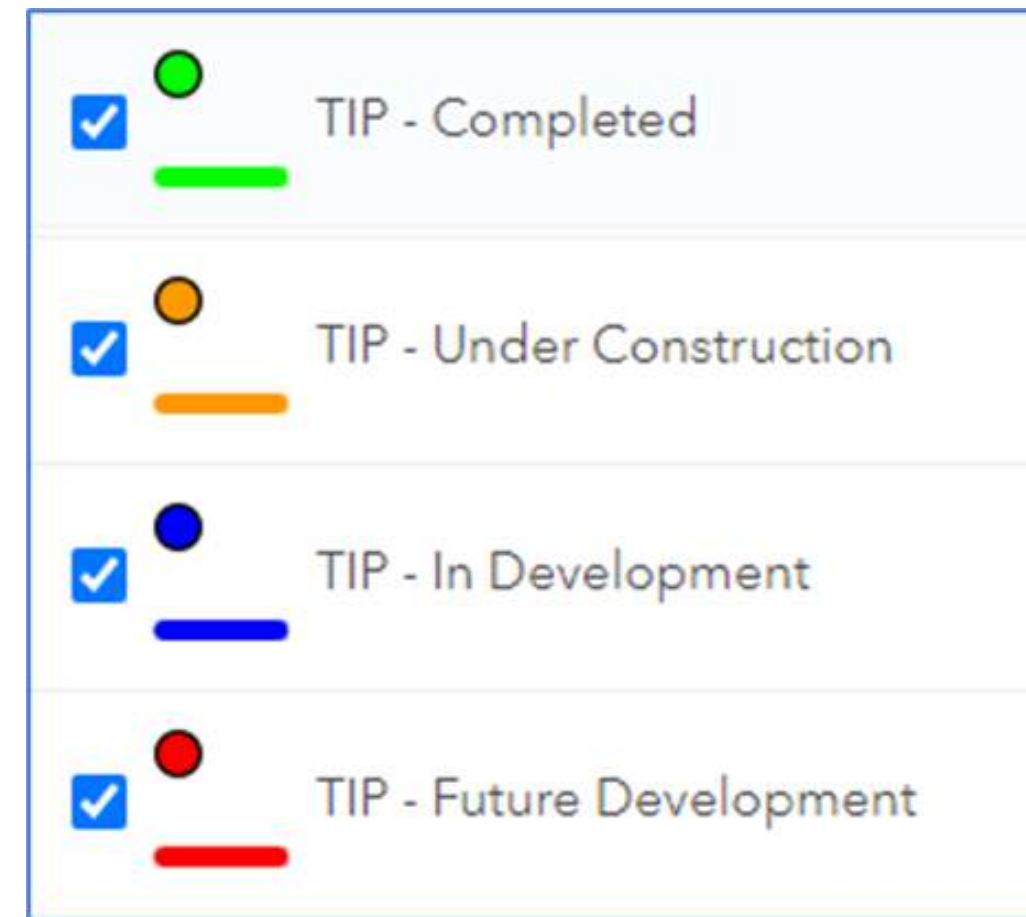 TIP - Completed
TIP - Under Construction
TIP - In Development
TIP - Future Development